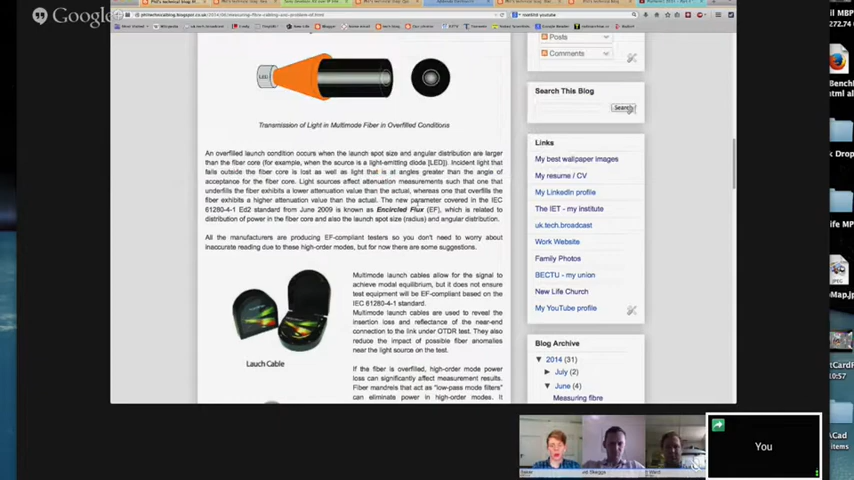 Google
philtechnicalblog.blogspot.co.uk
LED
Transmission of Light in Multimode Fiber in Overfilled Conditions
An overfilled launch condition occurs when the launch spot size and angular distribution are larger
than the fiber core (for example, when the source is a light-emitting diode [LED]). Incident light that
falls outside the fiber core is lost as well as light that is at angles greater than the angle of
acceptance for the fiber core. Light sources affect attenuation measurements such that one that
underfills the fiber exhibits a lower attenuation value than the actual, whereas one that overfills the
fiber exhibits a higher attenuation value than the actual. The new parameter covered in the IEC
61280-4-1 Ed2 standard from June 2009 is known as Encircled Flux (EF), which is related to
distribution of power in the fiber core and also the launch spot size (radius) and angular distribution.
All the manufacturers are producing EF-compliant testers so you don't need to worry about
inaccurate reading due to these high-order modes, but for now there are some suggestions.
Lauch Cable
Multimode launch cables allow for the signal to
achieve modal equilibrium, but it does not ensure
test equipment will be EF-compliant based on the
IEC 61280-4-1 standard.
Multimode launch cables are used to reveal the
insertion loss and reflectance of the near-end
connection to the link under OTDR test. They also
reduce the impact of possible fiber anomalies
near the light source on the test.
If the fiber is overfilled, high-order mode power
loss can significantly affect measurement results.
Fiber mandrels that act as "low-pass mode filters"
can eliminate power in high-order modes. It
Posts
Comments
Search This Blog
Search
Links
My best wallpaper images
My resume / CV
My LinkedIn profile
The IET - my institute
uk.tech.broadcast
Work Website
Family Photos
BECTU - my union
New Life Church
My YouTube profile
Blog Archive
▼ 2014 (31)
► July (2)
▼ June (4)
Measuring fibre
You
10:57
items